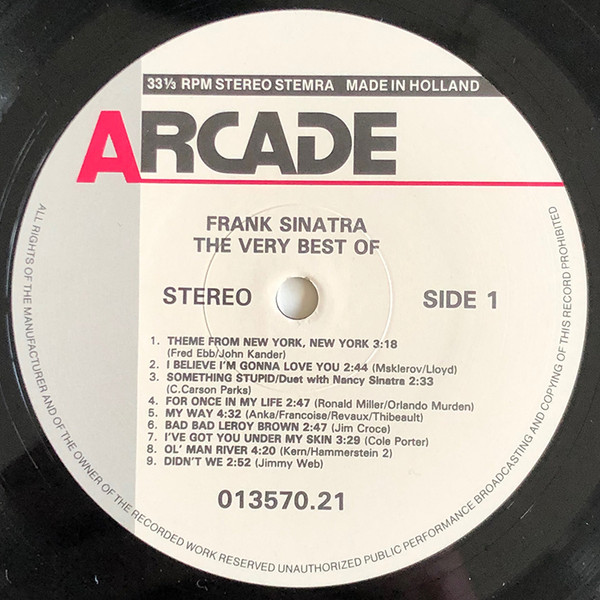 33⅓ RPM STEREO STEMRA MADE IN HOLLAND
ARCADE
FRANK SINATRA
THE VERY BEST OF
STEREO SIDE 1
1. THEME FROM NEW YORK, NEW YORK 3:18
(Fred Ebb/John Kander)
2. I BELIEVE I'M GONNA LOVE YOU 2:44 (Msklerov/Lloyd)
3. SOMETHING STUPID/Duet with Nancy Sinatra 2:33
(C.Carson Parks)
4. FOR ONCE IN MY LIFE 2:47 (Ronald Miller/Orlando Murden)
5. MY WAY 4:32 (Anka/Francoise/Revaux/Thibeault)
6. BAD BAD LEROY BROWN 2:47 (Jim Croce)
7. I'VE GOT YOU UNDER MY SKIN 3:29 (Cole Porter)
8. OL' MAN RIVER 4:20 (Kern/Hammerstein 2)
9. DIDN'T WE 2:52 (Jimmy Web)
013570.21
ALL RIGHTS OF THE MANUFACTURER AND OF THE OWNER OF THE RECORDED WORK RESERVED UNAUTHORIZED PUBLIC PERFORMANCE BROADCASTING AND COPYING OF THIS RECORD PROHIBITED